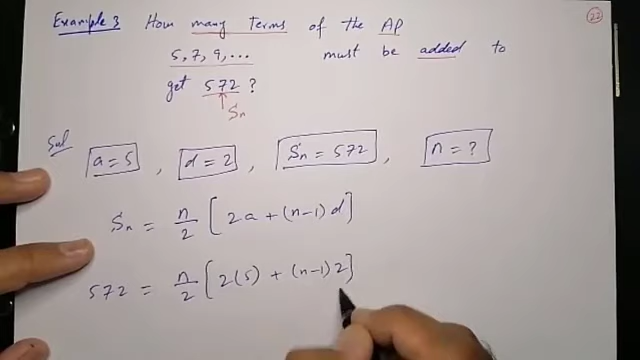 Example 3 How many terms of the AP
22
5, 7, 9, ... must be added to
get 572 ?
Sn
Sol
a = 5 , d = 2 , Sn = 572 , n = ?
Sn = n/2 [ 2a + (n-1) d ]
572 = n/2 [ 2(5) + (n-1) 2 ]